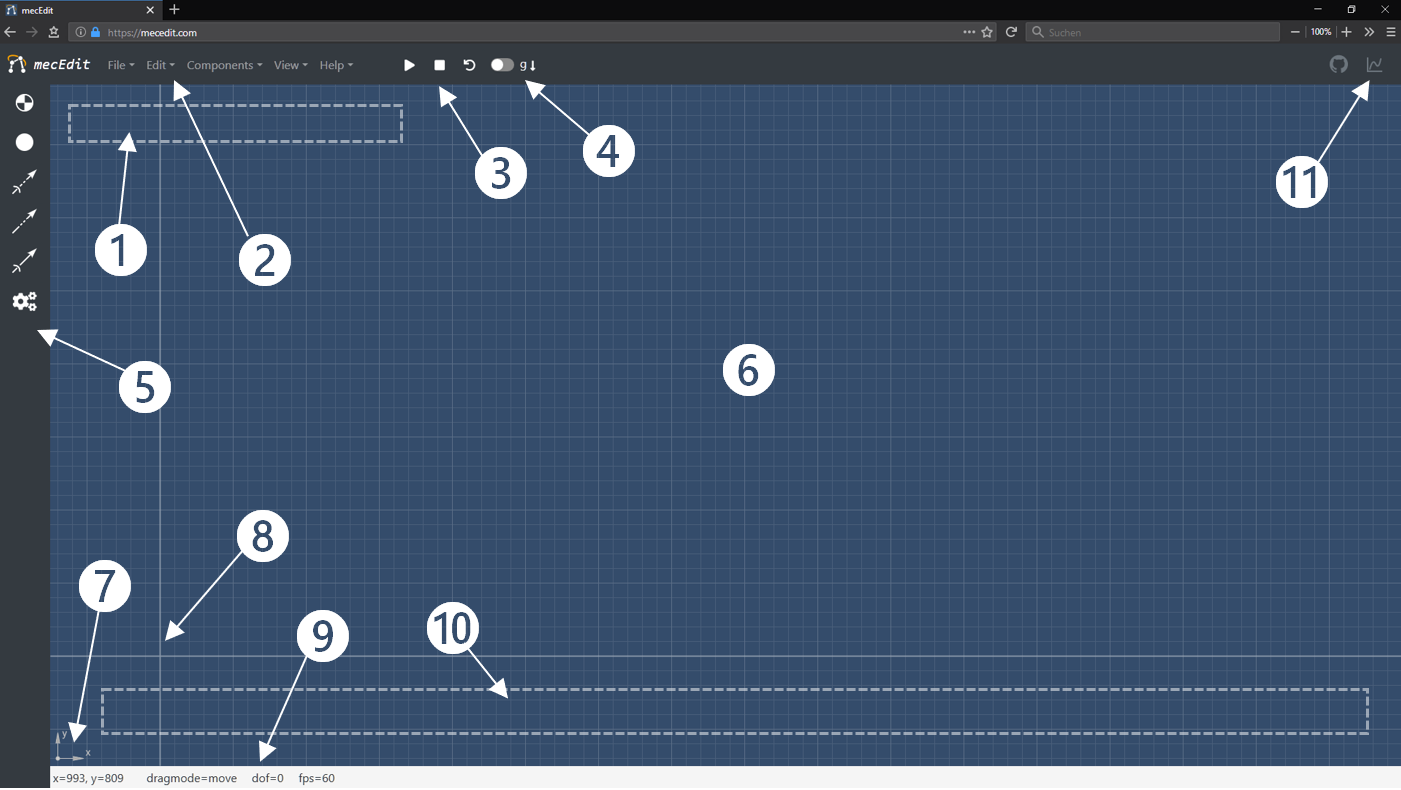 mecEdit
https://mecedit.com
Suchen
100%
mecEdit File Edit Components View Help g
1
2
3
4
11
5
6
8
7
9
10
y
x
x=993, y=809 dragmode=move dof=0 fps=60